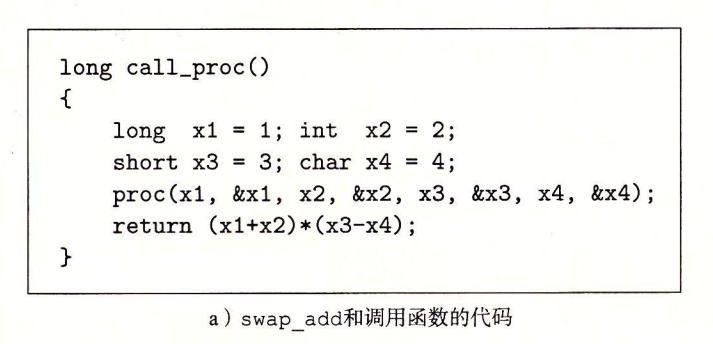 long call_proc()
{
    long  x1 = 1; int  x2 = 2;
    short x3 = 3; char x4 = 4;
    proc(x1, &x1, x2, &x2, x3, &x3, x4, &x4);
    return (x1+x2)*(x3-x4);
}
a）swap_add和调用函数的代码